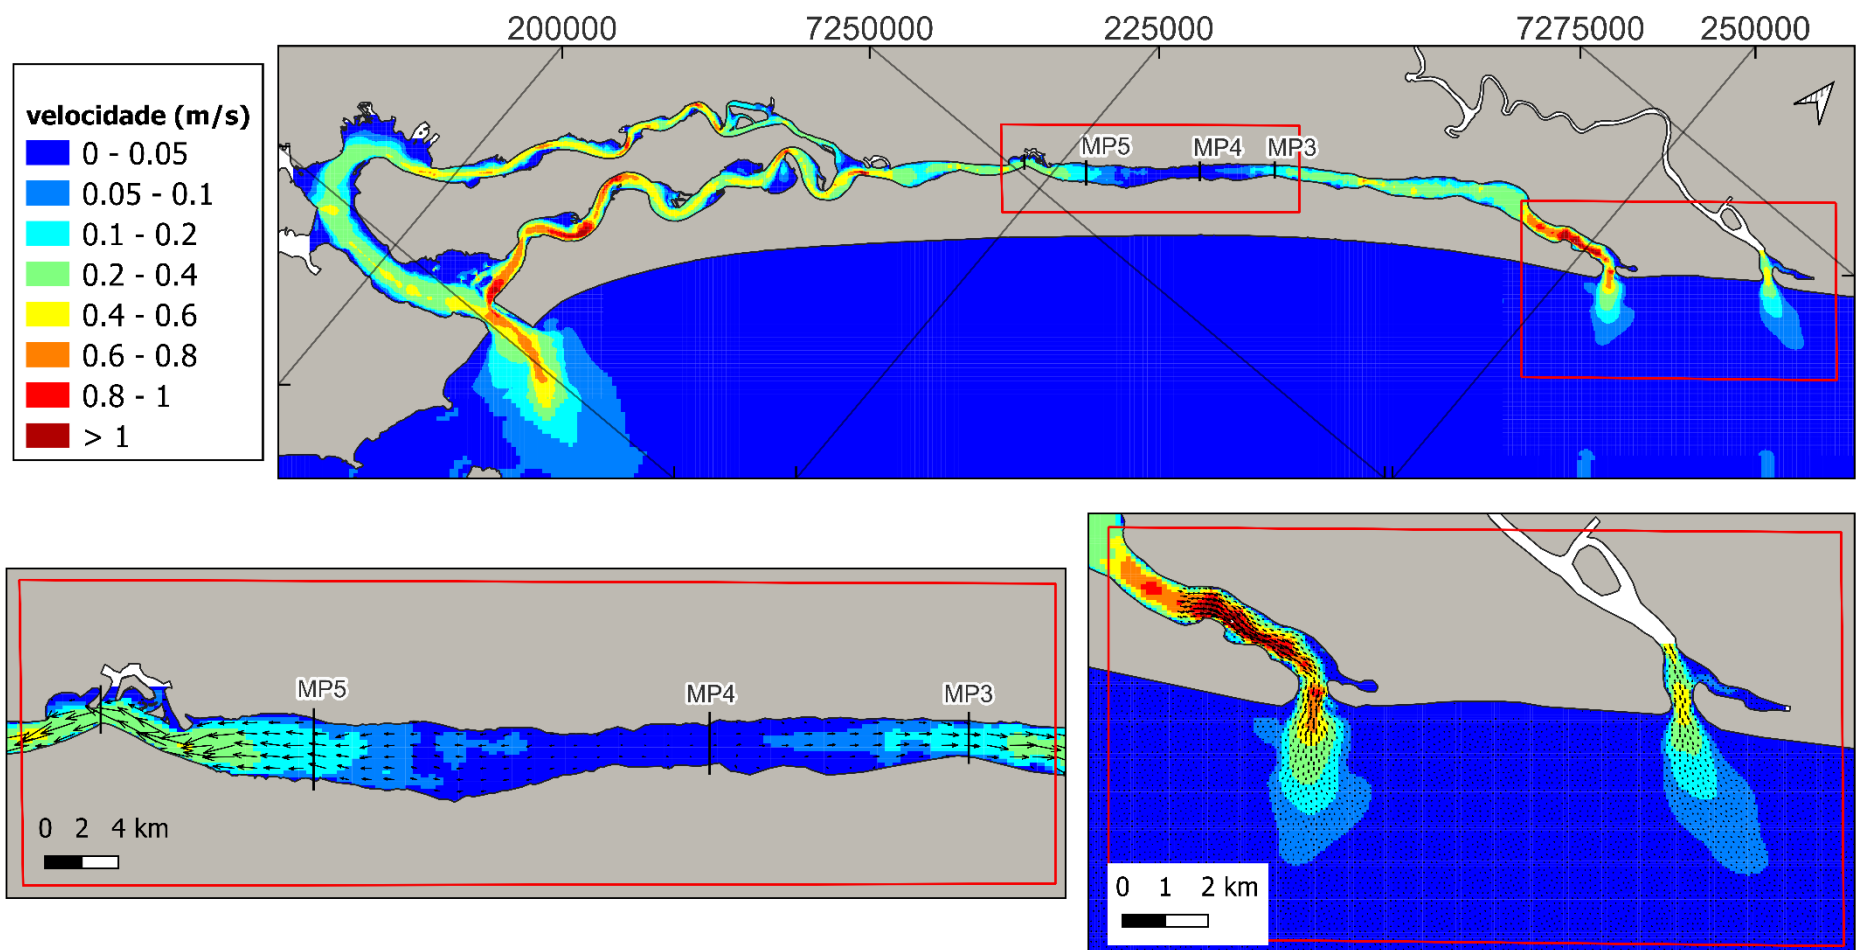 200000 7250000 225000 7275000 250000
velocidade (m/s)
0 - 0.05
0.05 - 0.1
0.1 - 0.2
0.2 - 0.4
0.4 - 0.6
0.6 - 0.8
0.8 - 1
> 1
MP5 MP4 MP3
MP5 MP4 MP3
0 2 4 km
0 1 2 km